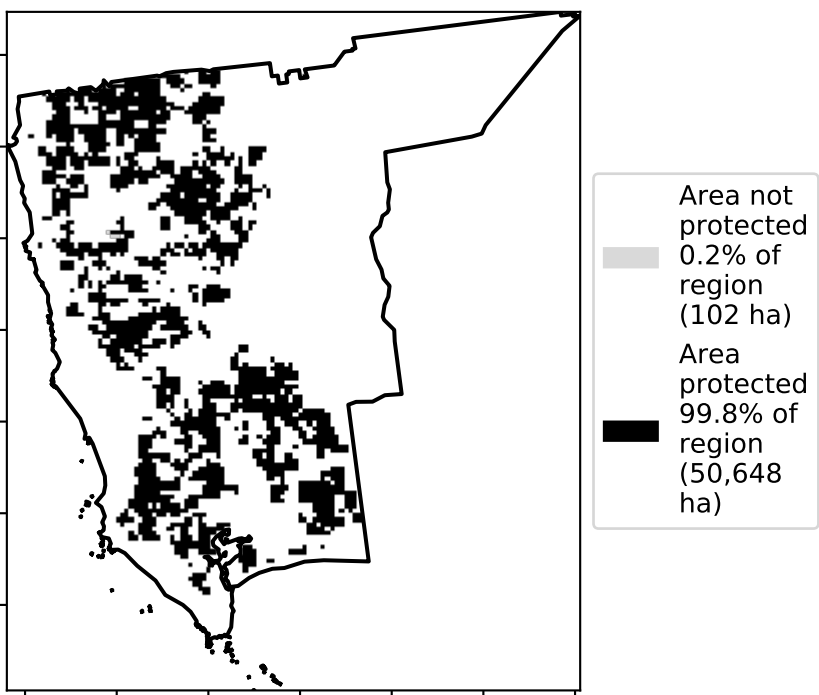 Area not
protected
0.2% of
region
(102 ha)
Area
protected
99.8% of
region
(50,648
ha)